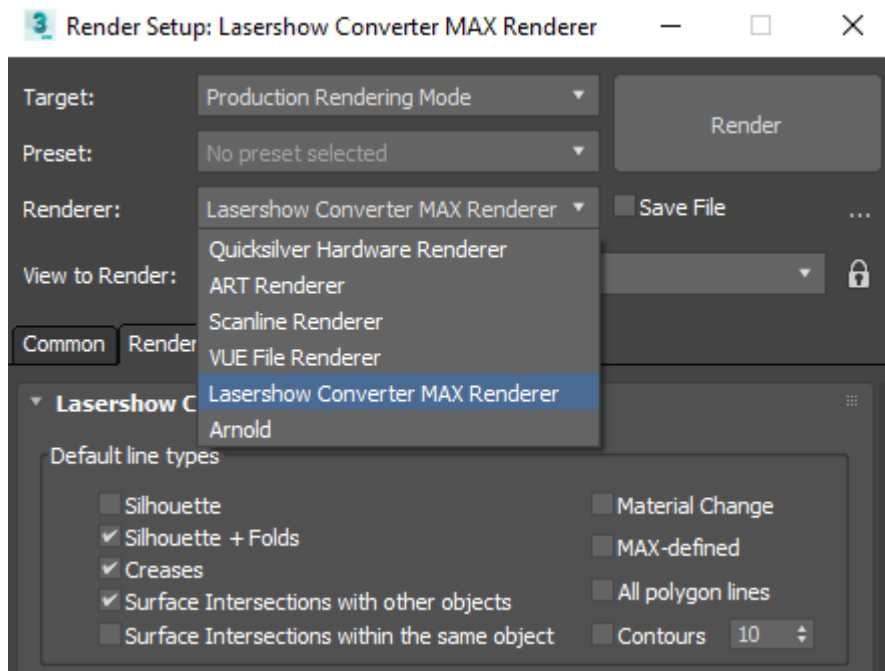 3 Render Setup: Lasershow Converter MAX Renderer
Target: Production Rendering Mode
Render
Preset: No preset selected
Renderer: Lasershow Converter MAX Renderer Save File ...
Quicksilver Hardware Renderer
View to Render:
ART Renderer
Scanline Renderer
Common Render
VUE File Renderer
Lasershow C
Lasershow Converter MAX Renderer
Arnold
Default line types
Silhouette Material Change
Silhouette + Folds MAX-defined
Creases All polygon lines
Surface Intersections with other objects
Surface Intersections within the same object Contours 10